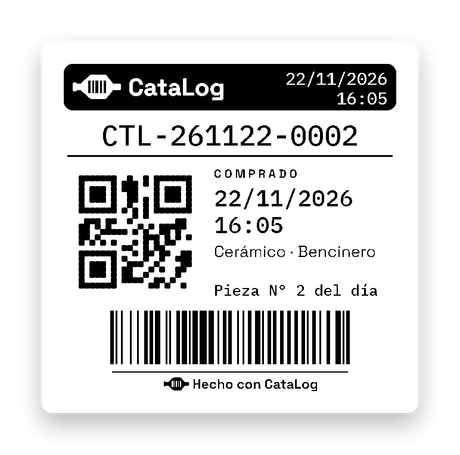 CataLog
22/11/2026
16:05
CTL-261122-0002
COMPRADO
22/11/2026
16:05
Cerámico · Bencinero
Pieza N° 2 del día
Hecho con CataLog